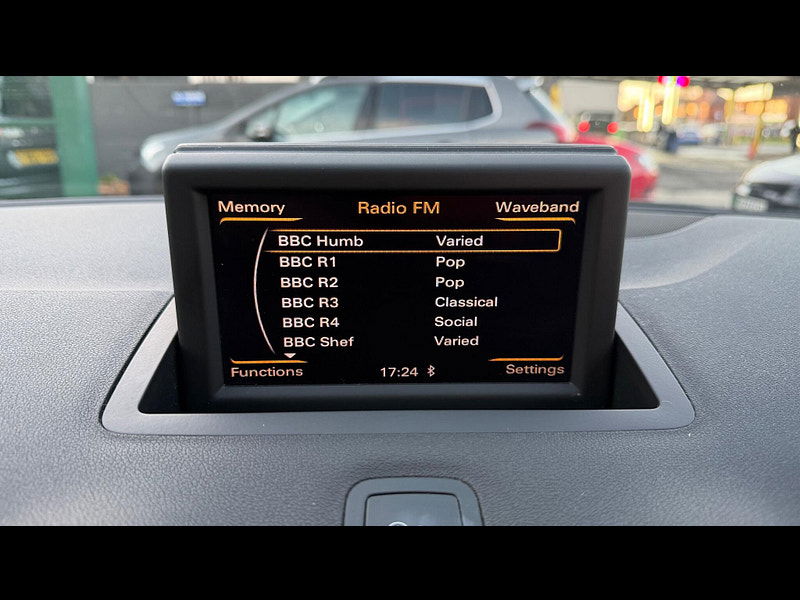 Memory Radio FM Waveband
BBC Humb Varied
BBC R1 Pop
BBC R2 Pop
BBC R3 Classical
BBC R4 Social
BBC Shef Varied
Functions 17:24 Settings